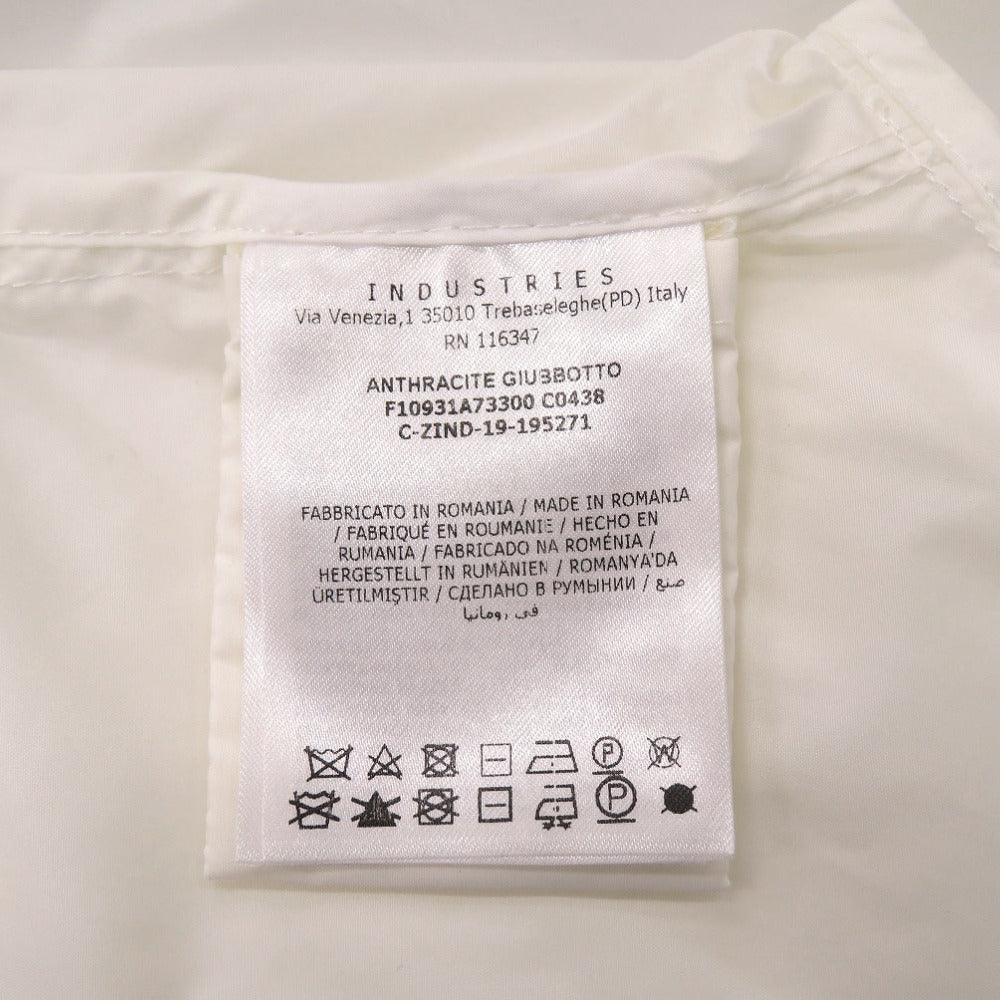 INDUSTRIES
Via Venezia,1 35010 Trebaseleghe(PD) Italy
RN 116347
ANTHRACITE GIUBBOTTO
F10931A73300 C0438
C-ZIND-19-195271
FABBRICATO IN ROMANIA / MADE IN ROMANIA
/ FABRIQUÉ EN ROUMANIE / HECHO EN
RUMANIA / FABRICADO NA ROMÉNIA /
HERGESTELLT IN RUMÄNIEN / ROMANYA'DA
ÜRETILMIŞTIR / СДЕЛАНО В РУМЫНИИ / صنع
في رومانيا
P W
P